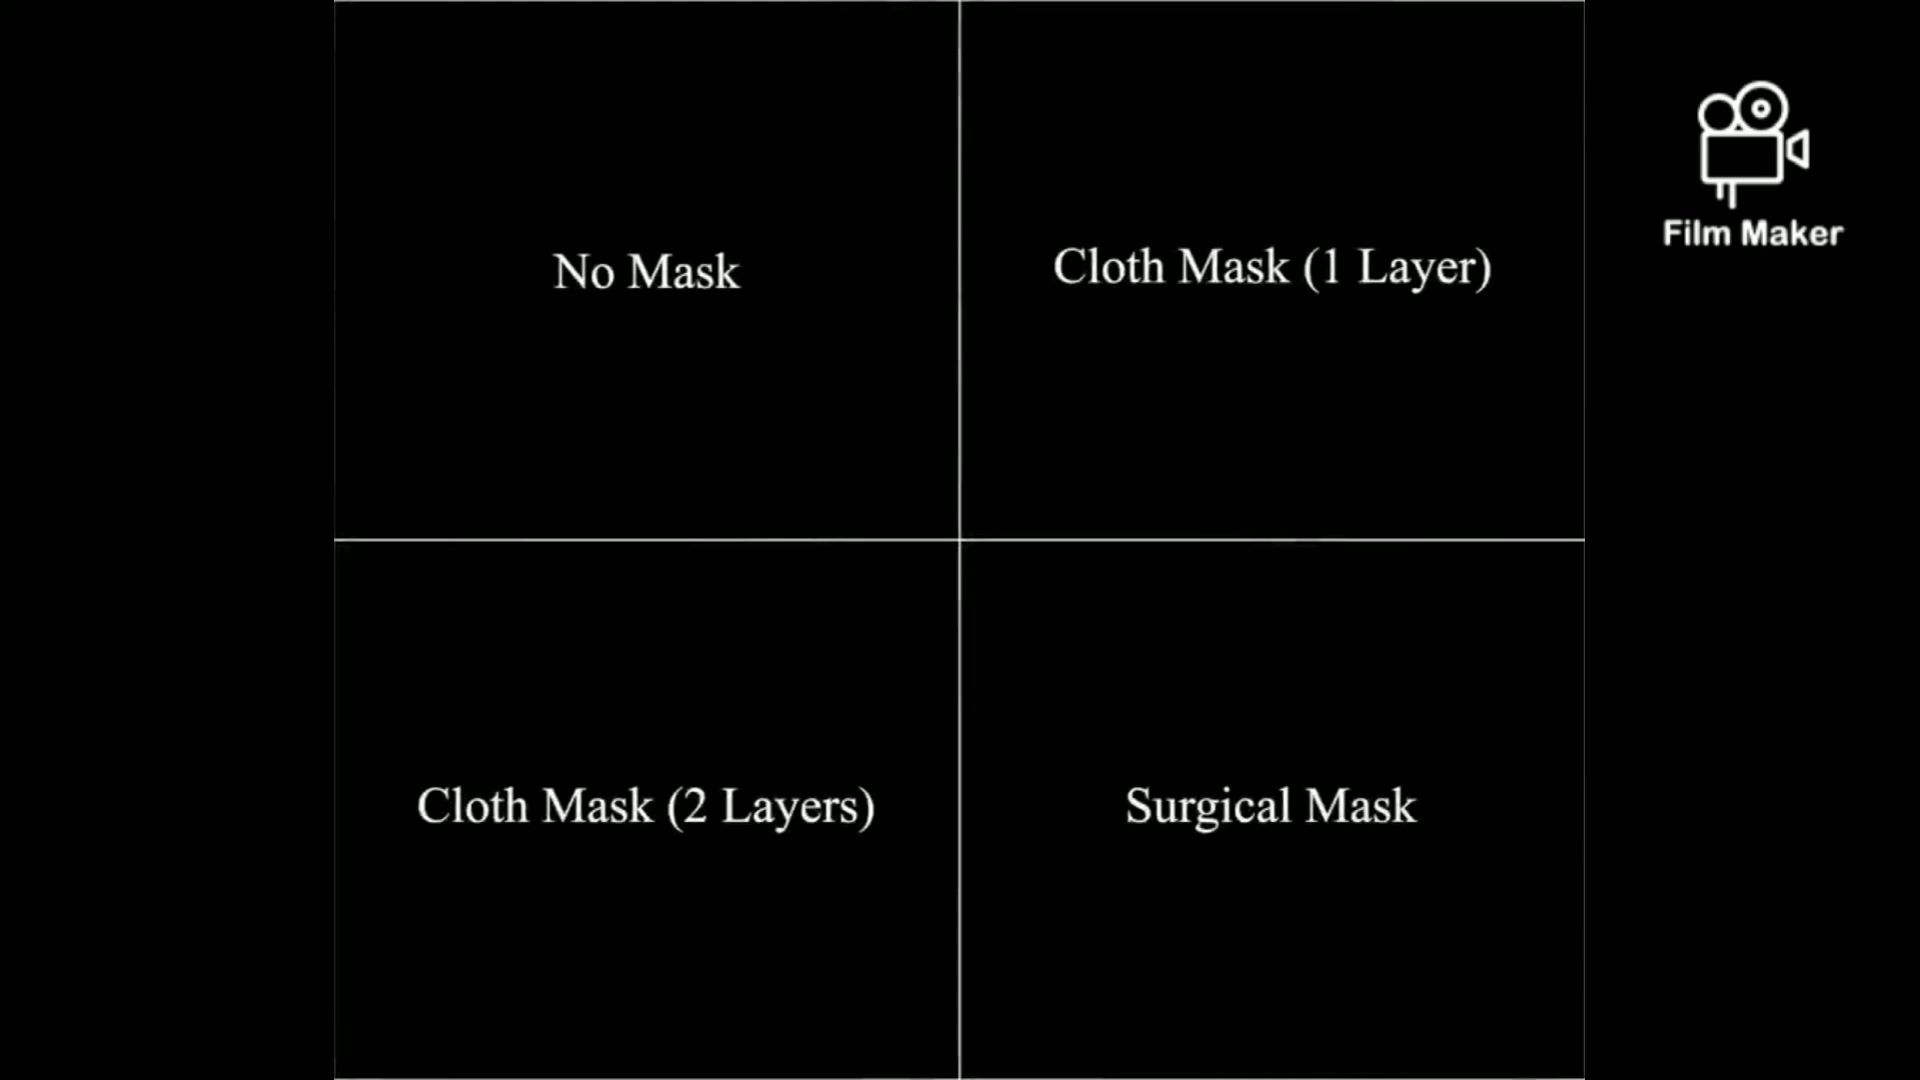 No Mask
Cloth Mask (1 Layer)
Film Maker
Cloth Mask (2 Layers)
Surgical Mask